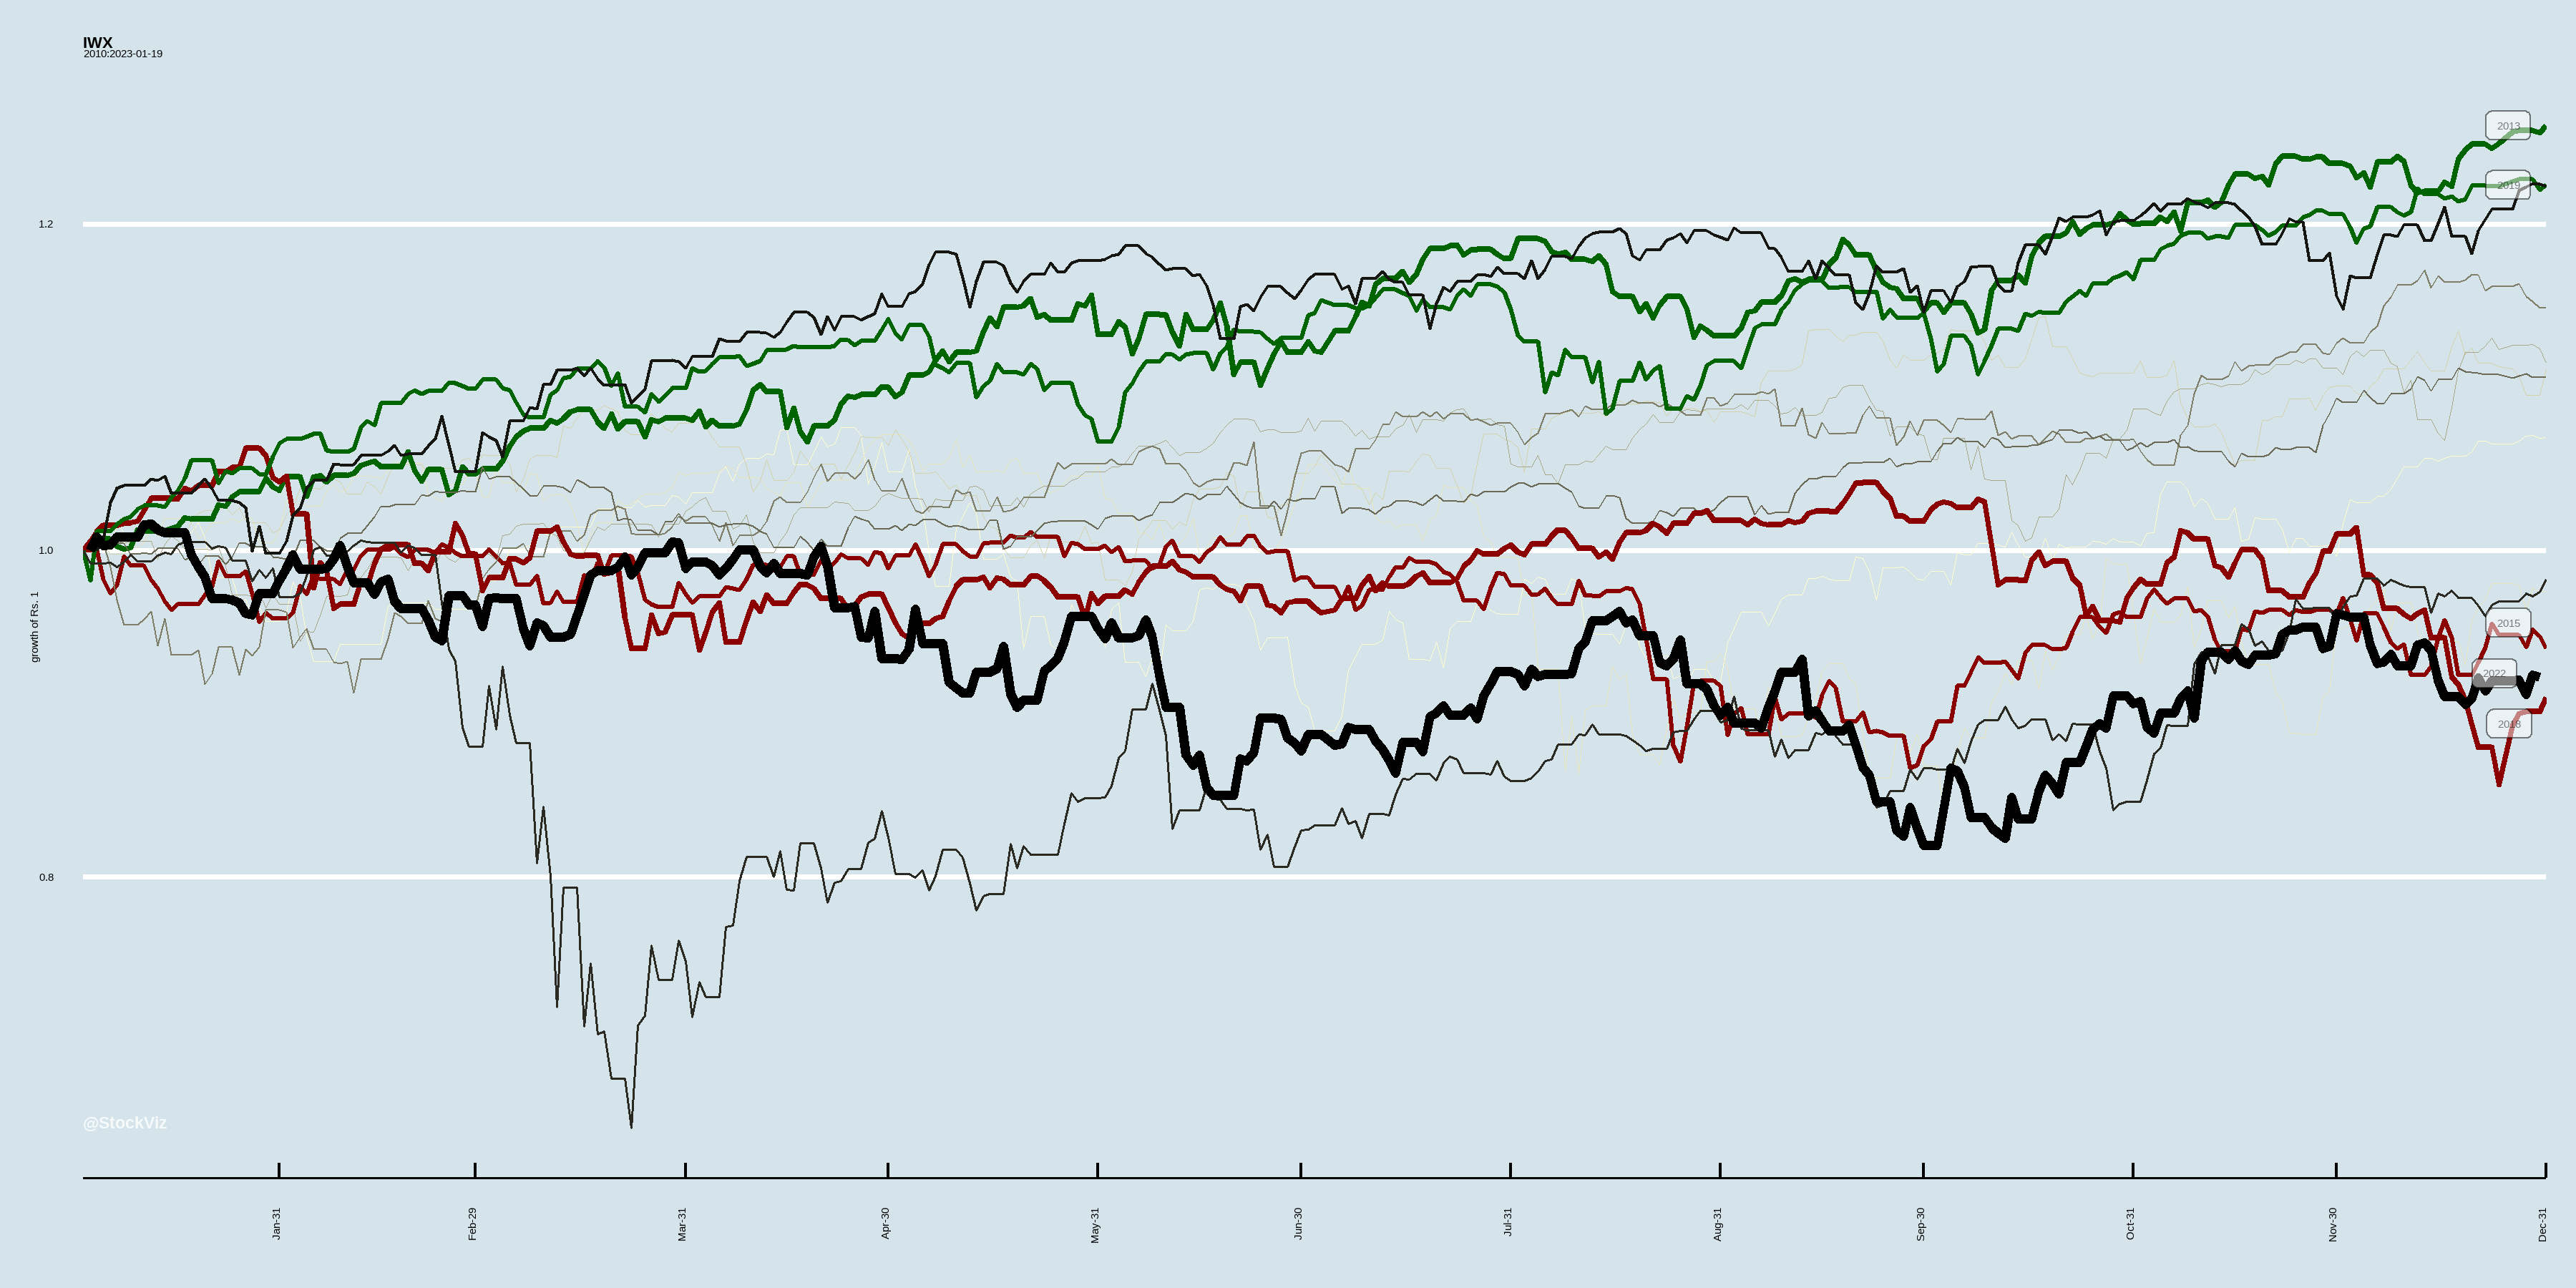 IWX
2010:2023-01-19
2013
2019
1.2
1.0
growth of Rs. 1
2015
2022
2018
0.8
@StockViz
Jan-31
Feb-29
Mar-31
Apr-30
May-31
Jun-30
Jul-31
Aug-31
Sep-30
Oct-31
Nov-30
Dec-31